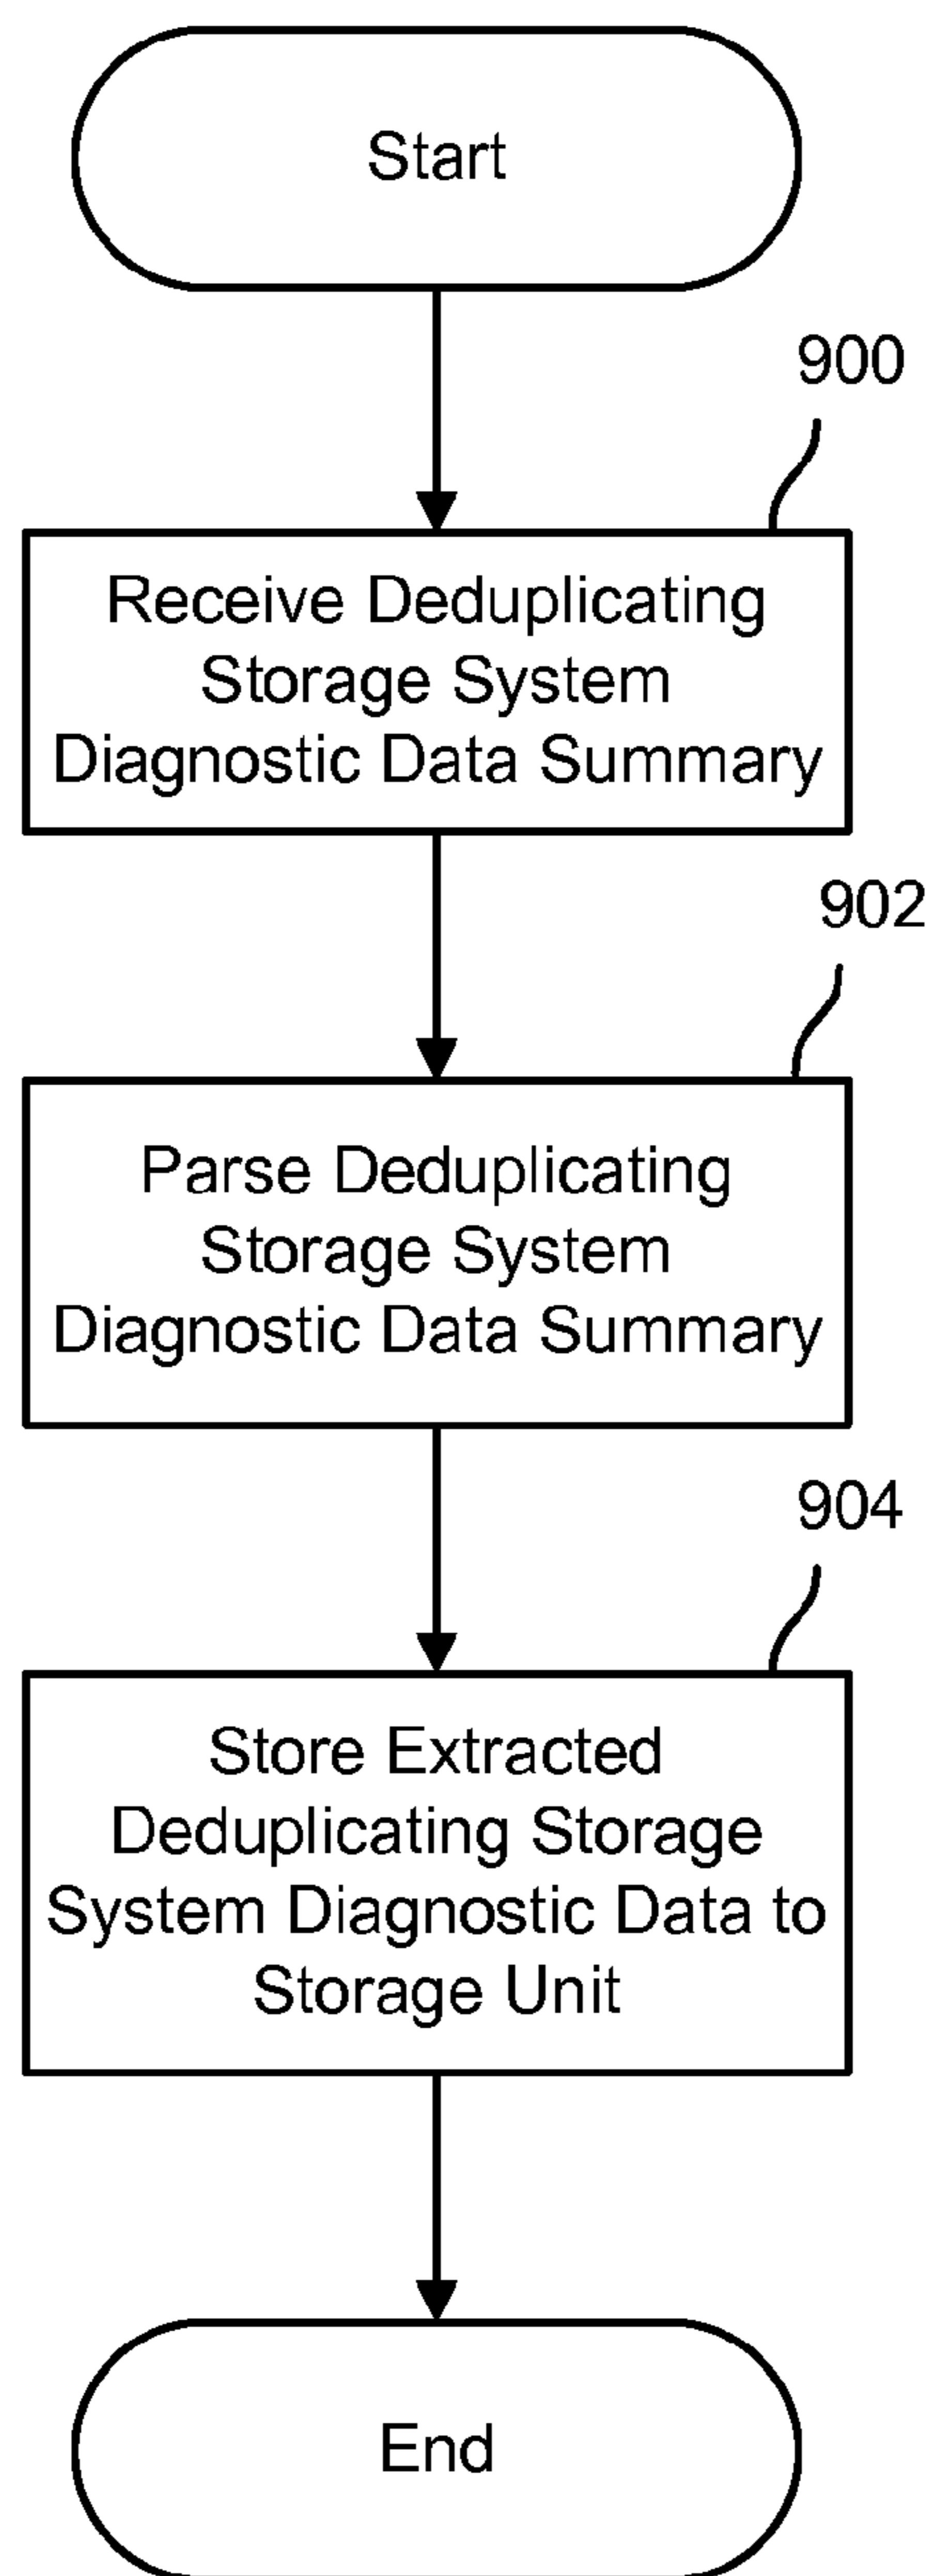 Start
900
Receive Deduplicating
Storage System
Diagnostic Data Summary
902
Parse Deduplicating
Storage System
Diagnostic Data Summary
904
Store Extracted
Deduplicating Storage
System Diagnostic Data to
Storage Unit
End